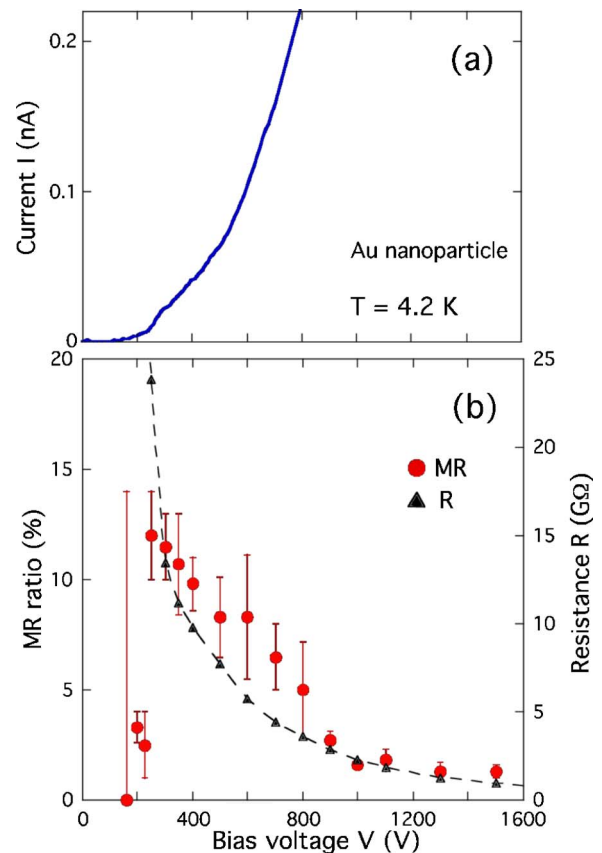 (a)
0.2
0.1
0
Current I (nA)
Au nanoparticle
T = 4.2 K
(b)
MR
R
20
15
10
5
0
MR ratio (%)
25
20
15
10
5
0
Resistance R (GΩ)
0 400 800 1200 1600
Bias voltage V (V)